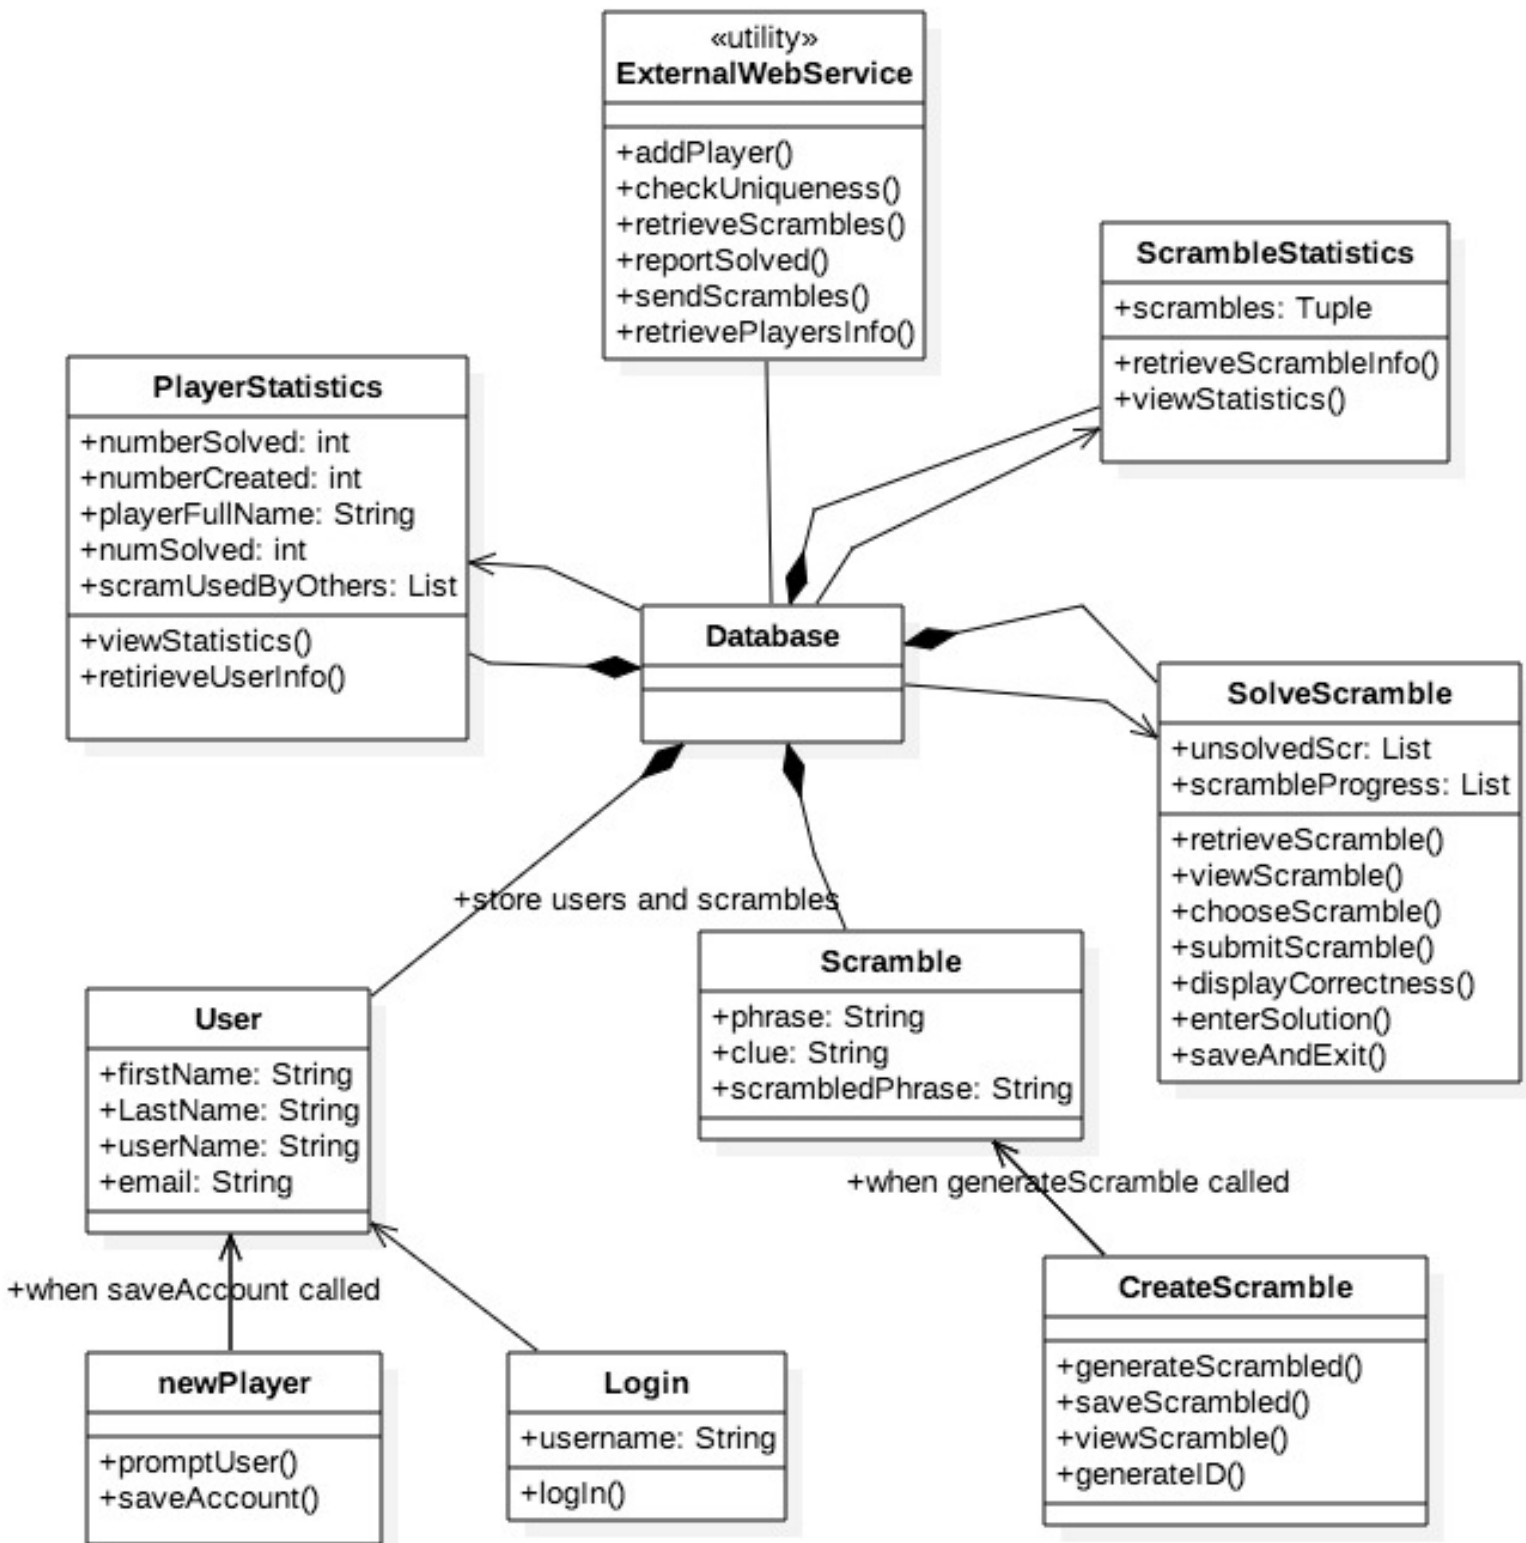 «utility»
ExternalWebService
+addPlayer()
+checkUniqueness()
+retrieveScrambles()
+reportSolved()
+sendScrambles()
+retrievePlayersInfo()
ScrambleStatistics
+scrambles: Tuple
+retrieveScrambleInfo()
+viewStatistics()
PlayerStatistics
+numberSolved: int
+numberCreated: int
+playerFullName: String
+numSolved: int
+scramUsedByOthers: List
+viewStatistics()
+retirieveUserInfo()
Database
SolveScramble
+unsolvedScr: List
+scrambleProgress: List
+retrieveScramble()
+viewScramble()
+chooseScramble()
+submitScramble()
+displayCorrectness()
+enterSolution()
+saveAndExit()
+store users and scrambles
Scramble
+phrase: String
+clue: String
+scrambledPhrase: String
User
+firstName: String
+LastName: String
+userName: String
+email: String
+when generateScramble called
+when saveAccount called
CreateScramble
+generateScrambled()
+saveScrambled()
+viewScramble()
+generateID()
newPlayer
+promptUser()
+saveAccount()
Login
+username: String
+logIn()